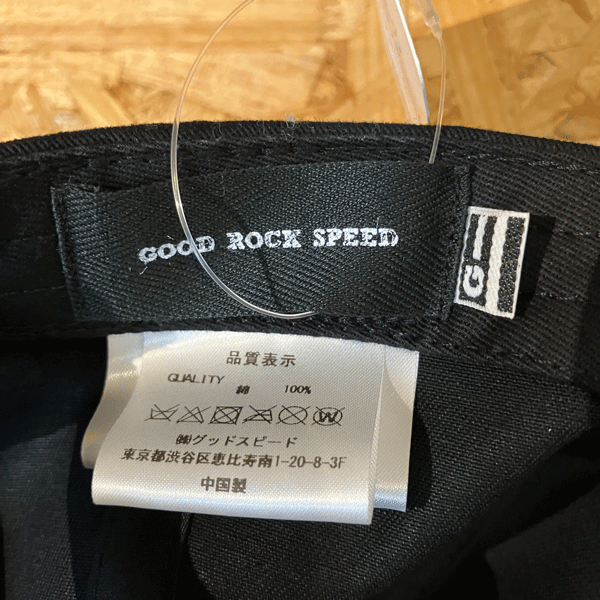 GOOD ROCK SPEED
G
品質表示
QUALITY
綿 100%
W
㈱グッドスピード
東京都渋谷区恵比寿南1-20-8-3F
中国製